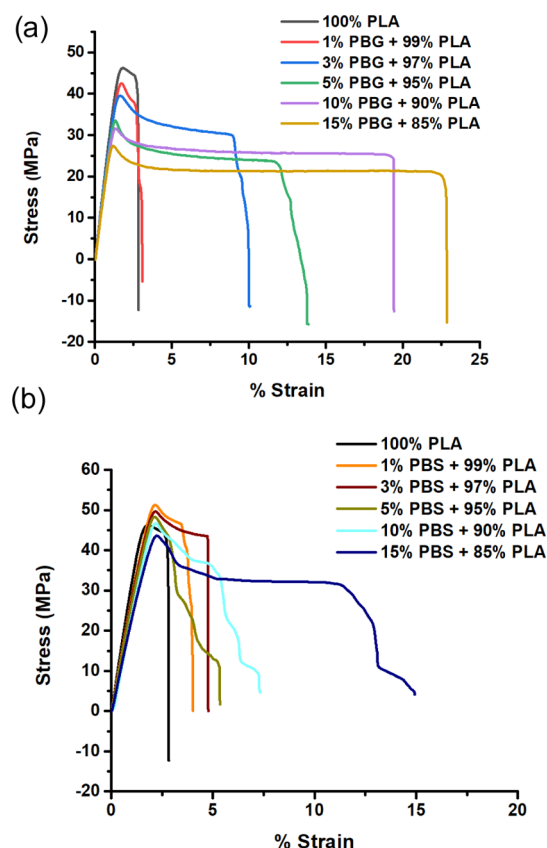 (a)
100% PLA
1% PBG + 99% PLA
3% PBG + 97% PLA
5% PBG + 95% PLA
10% PBG + 90% PLA
15% PBG + 85% PLA
60
50
40
30
20
10
0
-10
-20
Stress (MPa)
0 5 10 15 20 25
% Strain
(b)
100% PLA
1% PBS + 99% PLA
3% PBS + 97% PLA
5% PBS + 95% PLA
10% PBS + 90% PLA
15% PBS + 85% PLA
60
50
40
30
20
10
0
-10
-20
Stress (MPa)
0 5 10 15 20
% Strain